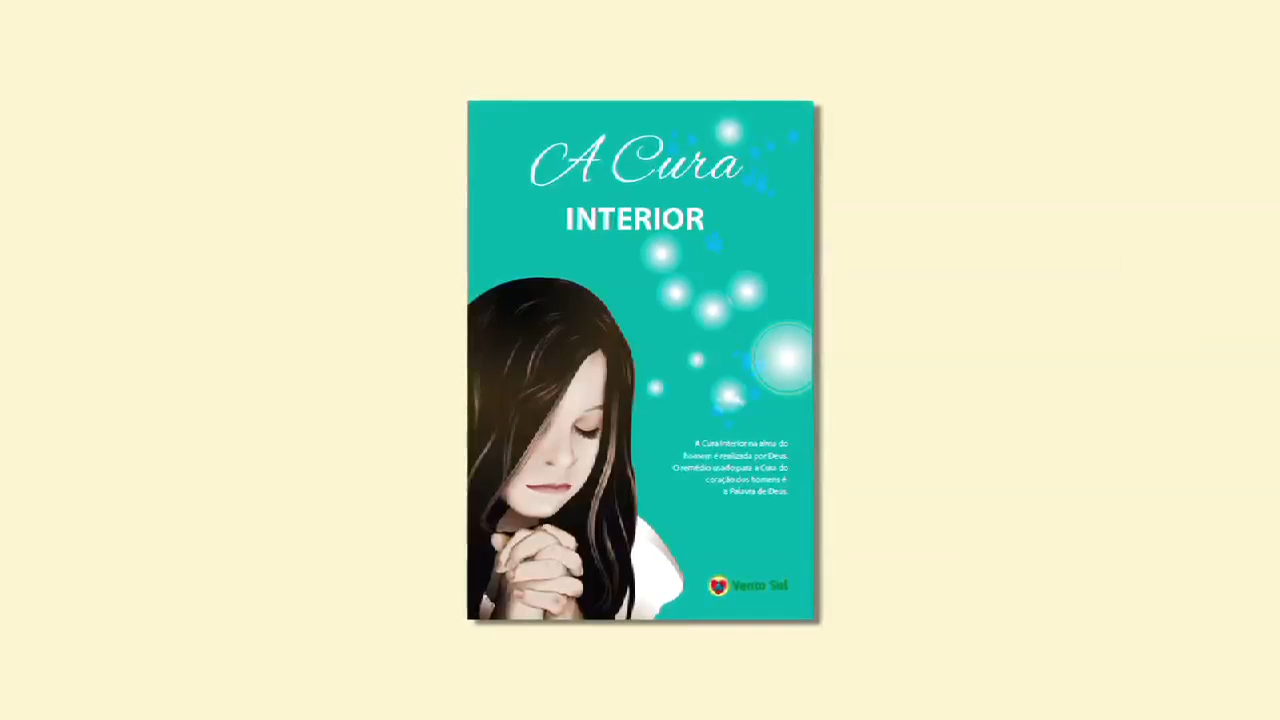 A Cura
INTERIOR
A Cura Interior na alma do
homem é realizada por Deus.
O remédio usado para a Cura do
coração dos homens é
a Palavra de Deus.
Vento Sul